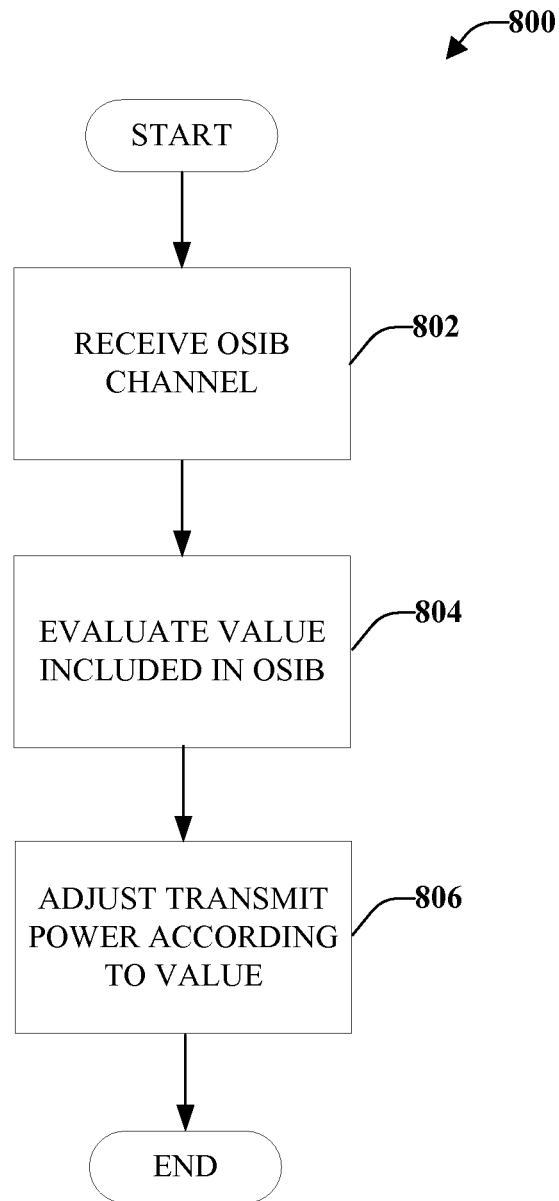 800
START
RECEIVE OSIB
CHANNEL
802
EVALUATE VALUE
INCLUDED IN OSIB
804
ADJUST TRANSMIT
POWER ACCORDING
TO VALUE
806
END